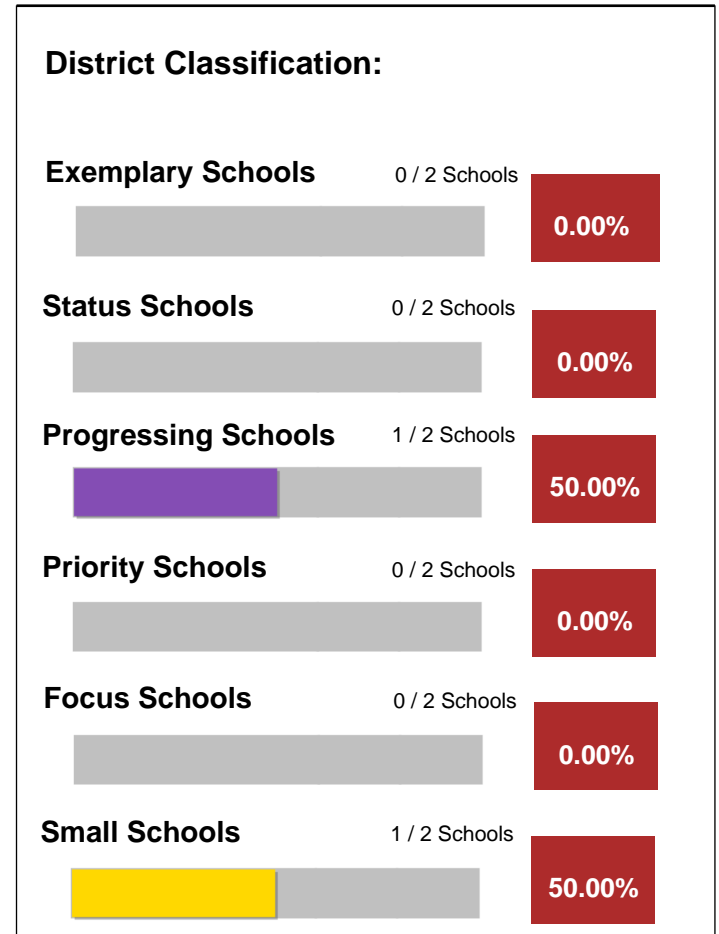 District Classification:
Exemplary Schools 0 / 2 Schools
0.00%
Status Schools 0 / 2 Schools
0.00%
Progressing Schools 1 / 2 Schools
50.00%
Priority Schools 0 / 2 Schools
0.00%
Focus Schools 0 / 2 Schools
0.00%
Small Schools 1 / 2 Schools
50.00%